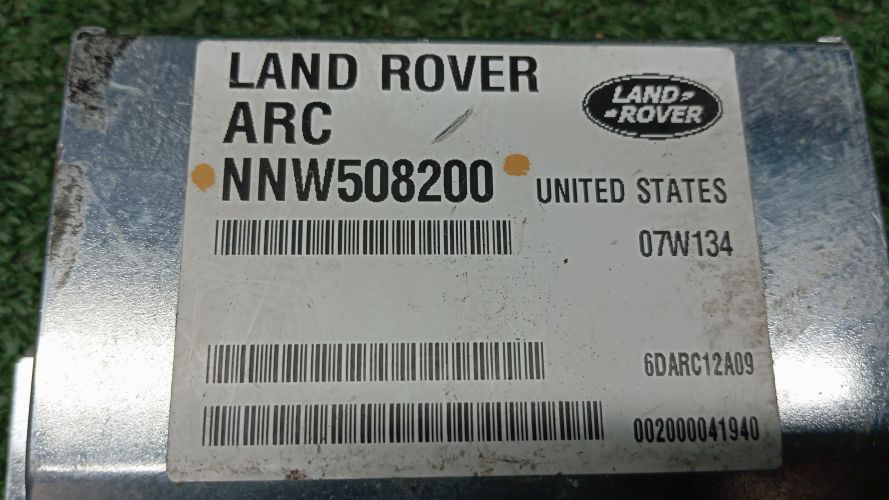 LAND ROVER
LAND
ROVER
ARC
NNW508200
UNITED STATES
07W134
6DARC12A09
002000041940